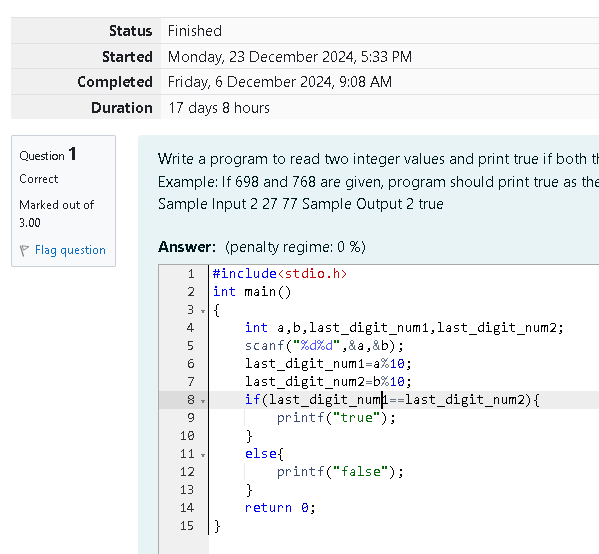 Status Finished
Started Monday, 23 December 2024, 5:33 PM
Completed Friday, 6 December 2024, 9:08 AM
Duration 17 days 8 hours
Question 1
Correct
Marked out of
3.00
Flag question
Write a program to read two integer values and print true if both
Example: If 698 and 768 are given, program should print true as
Sample Input 2 27 77 Sample Output 2 true
Answer: (penalty regime: 0 %)
1 #include<stdio.h>
2 int main()
3 {
4 int a,b,last_digit_num1,last_digit_num2;
5 scanf("%d%d",&a,&b);
6 last_digit_num1=a%10;
7 last_digit_num2=b%10;
8 if(last_digit_num1==last_digit_num2){
9 printf("true");
10 }
11 else{
12 printf("false");
13 }
14 return 0;
15 }